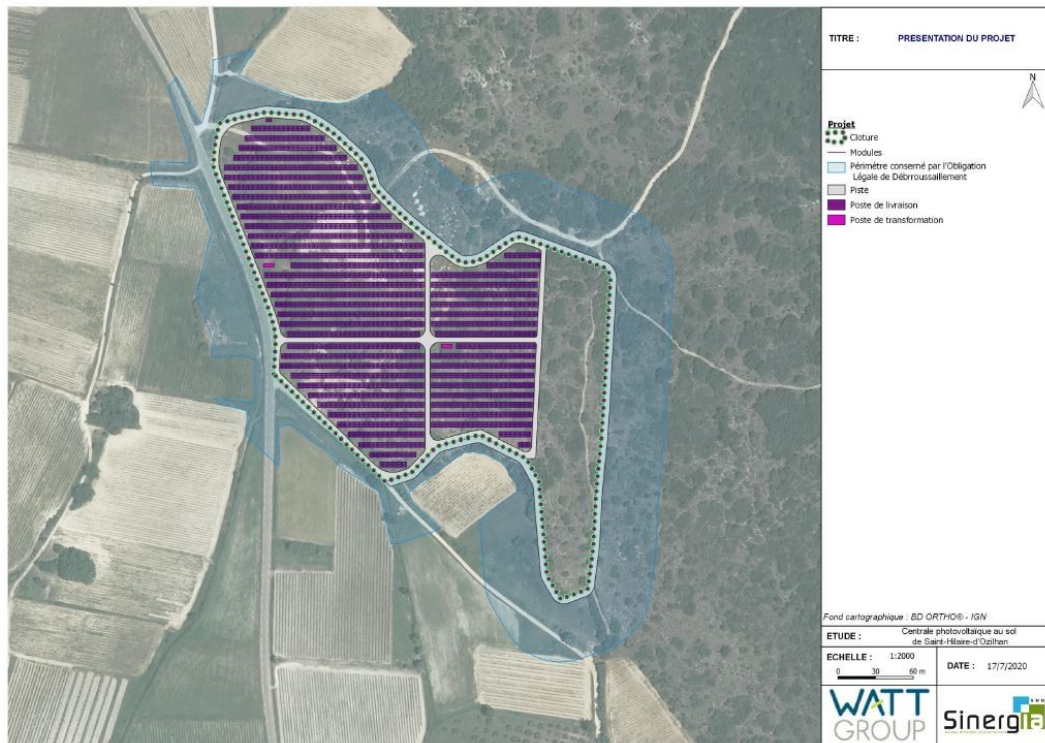 TITRE : PRESENTATION DU PROJET
N
Projet
Cloture
Modules
Périmètre conserné par l'Obligation
Légale de Débrroussaillement
Piste
Poste de livraison
Poste de transformation
Fond cartographique : BD ORTHO® - IGN
ETUDE : Centrale photovoltaïque au sol
de Saint-Hilaire-d'Ozilhan
ECHELLE : 1:2000
0 30 60 m
DATE : 17/7/2020
WATT
GROUP
Sinergia